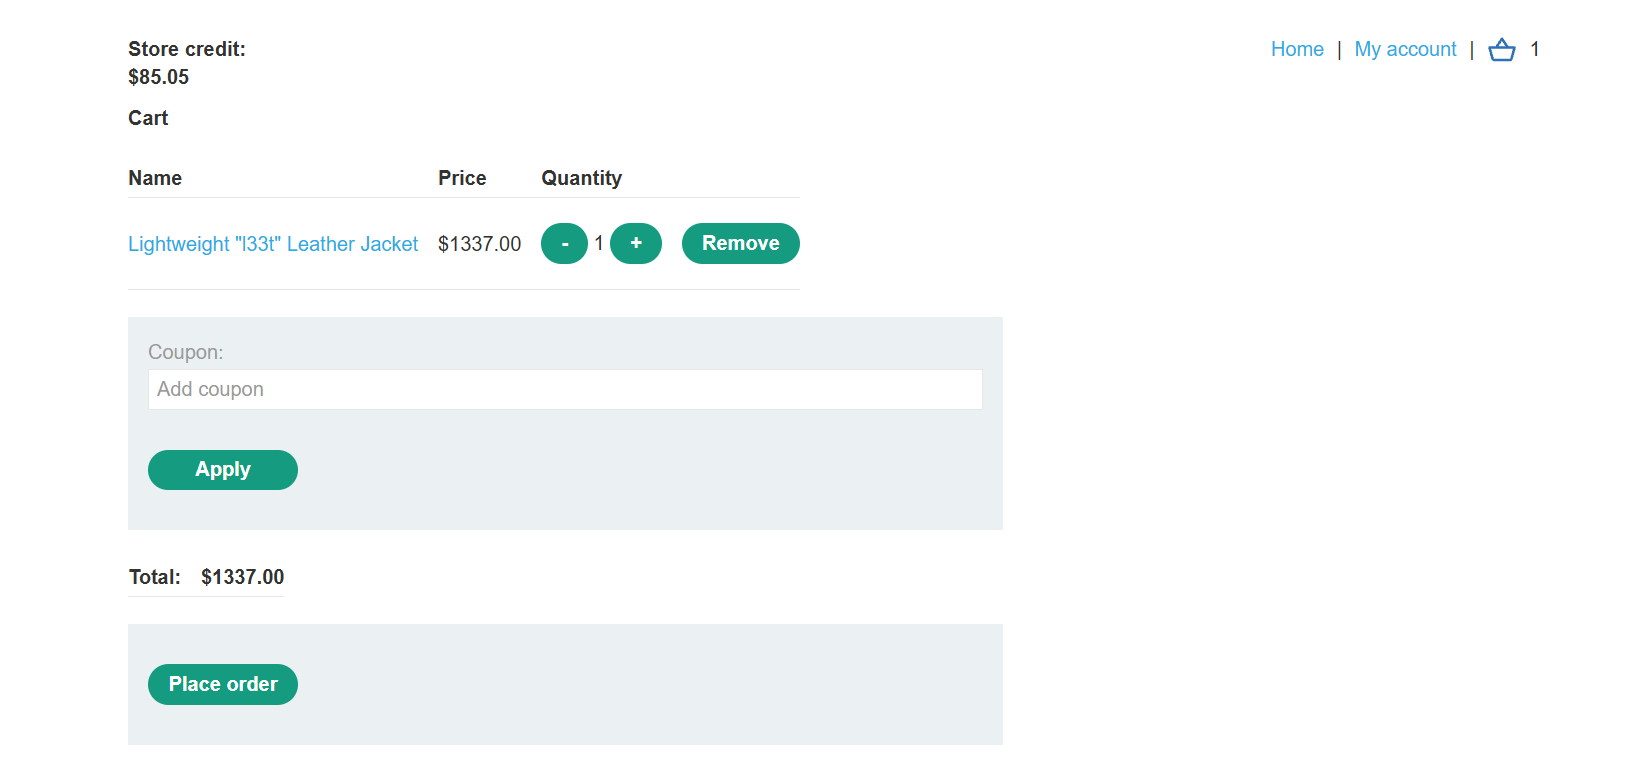 Store credit:
$85.05
Home | My account | 1
Cart
Name Price Quantity
Lightweight "l33t" Leather Jacket $1337.00 - 1 + Remove
Coupon:
Add coupon
Apply
Total: $1337.00
Place order